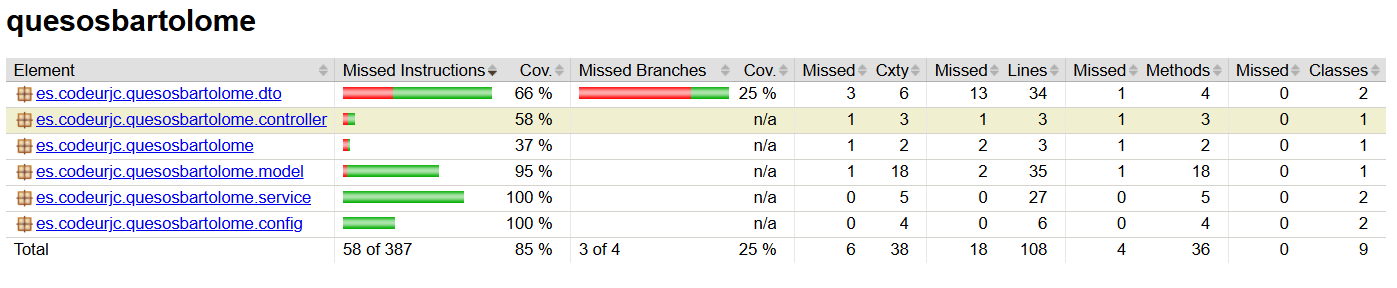 quesosbartolome
Element Missed Instructions Cov. Missed Branches Cov. Missed Cxty Missed Lines Missed Methods Missed Classes
es.codeurjc.quesosbartolome.dto 66 % 25 % 3 6 13 34 1 4 0 2
es.codeurjc.quesosbartolome.controller 58 % n/a 1 3 1 3 1 3 0 1
es.codeurjc.quesosbartolome 37 % n/a 1 2 2 3 1 2 0 1
es.codeurjc.quesosbartolome.model 95 % n/a 1 18 2 35 1 18 0 1
es.codeurjc.quesosbartolome.service 100 % n/a 0 5 0 27 0 5 0 2
es.codeurjc.quesosbartolome.config 100 % n/a 0 4 0 6 0 4 0 2
Total 58 of 387 85 % 3 of 4 25 % 6 38 18 108 4 36 0 9